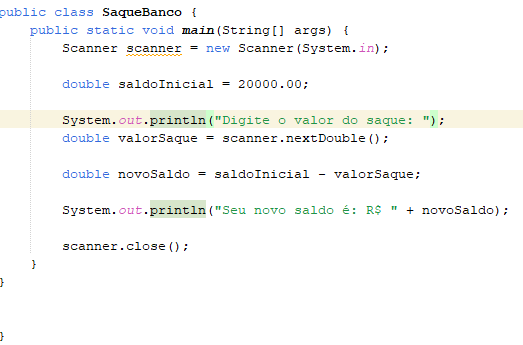 public class SaqueBanco {
    public static void main(String[] args) {
        Scanner scanner = new Scanner(System.in);
        double saldoInicial = 20000.00;
        System.out.println("Digite o valor do saque: ");
        double valorSaque = scanner.nextDouble();
        double novoSaldo = saldoInicial - valorSaque;
        System.out.println("Seu novo saldo é: R$ " + novoSaldo);
        scanner.close();
    }
}
}